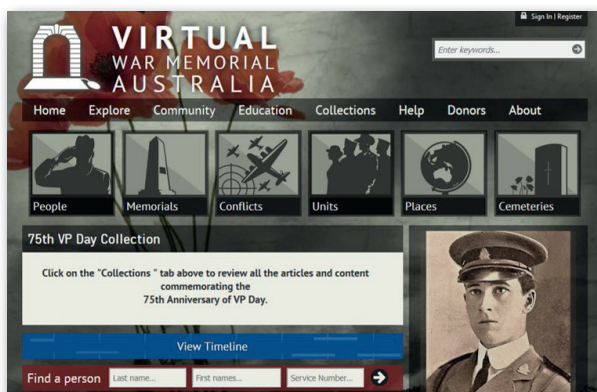 Sign In | Register
VIRTUAL
WAR MEMORIAL
AUSTRALIA
Enter keywords...
Home Explore Community Education Collections Help Donors About
People Memorials Conflicts Units Places Cemeteries
75th VP Day Collection
Click on the "Collections " tab above to review all the articles and content
commemorating the
75th Anniversary of VP Day.
View Timeline
Find a person Last name... First names... Service Number...